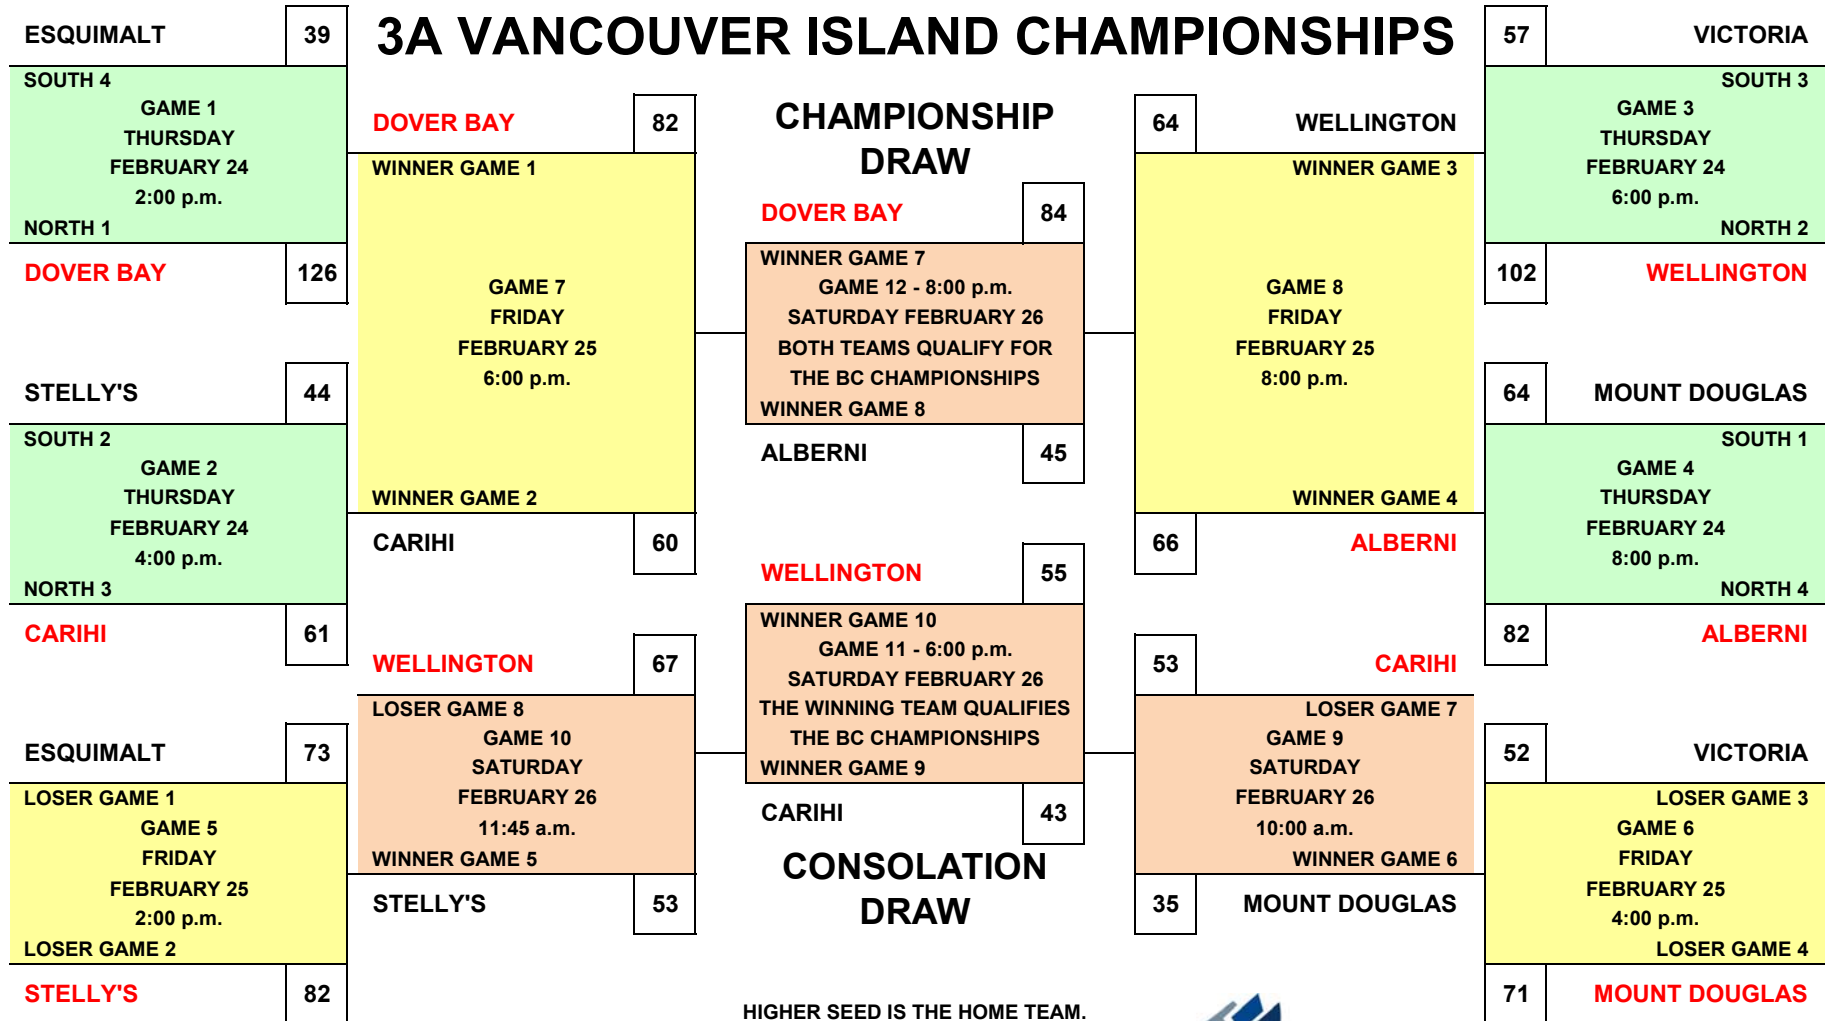 3A VANCOUVER ISLAND CHAMPIONSHIPS
ESQUIMALT 39
SOUTH 4
GAME 1
THURSDAY
FEBRUARY 24
2:00 p.m.
NORTH 1
DOVER BAY 126
STELLY'S 44
SOUTH 2
GAME 2
THURSDAY
FEBRUARY 24
4:00 p.m.
NORTH 3
CARIHI 61
ESQUIMALT 73
LOSER GAME 1
GAME 5
FRIDAY
FEBRUARY 25
2:00 p.m.
LOSER GAME 2
STELLY'S 82
DOVER BAY 82
WINNER GAME 1
GAME 7
FRIDAY
FEBRUARY 25
6:00 p.m.
WINNER GAME 2
CARIHI 60
WELLINGTON 67
LOSER GAME 8
GAME 10
SATURDAY
FEBRUARY 26
11:45 a.m.
WINNER GAME 5
STELLY'S 53
CHAMPIONSHIP
DRAW
DOVER BAY 84
WINNER GAME 7
GAME 12 - 8:00 p.m.
SATURDAY FEBRUARY 26
BOTH TEAMS QUALIFY FOR
THE BC CHAMPIONSHIPS
WINNER GAME 8
ALBERNI 45
WELLINGTON 55
WINNER GAME 10
GAME 11 - 6:00 p.m.
SATURDAY FEBRUARY 26
THE WINNING TEAM QUALIFIES
THE BC CHAMPIONSHIPS
WINNER GAME 9
CARIHI 43
CONSOLATION
DRAW
HIGHER SEED IS THE HOME TEAM.
64 WELLINGTON
WINNER GAME 3
GAME 8
FRIDAY
FEBRUARY 25
8:00 p.m.
WINNER GAME 4
66 ALBERNI
53 CARIHI
LOSER GAME 7
GAME 9
SATURDAY
FEBRUARY 26
10:00 a.m.
WINNER GAME 6
35 MOUNT DOUGLAS
57 VICTORIA
SOUTH 3
GAME 3
THURSDAY
FEBRUARY 24
6:00 p.m.
NORTH 2
102 WELLINGTON
64 MOUNT DOUGLAS
SOUTH 1
GAME 4
THURSDAY
FEBRUARY 24
8:00 p.m.
NORTH 4
82 ALBERNI
52 VICTORIA
LOSER GAME 3
GAME 6
FRIDAY
FEBRUARY 25
4:00 p.m.
LOSER GAME 4
71 MOUNT DOUGLAS